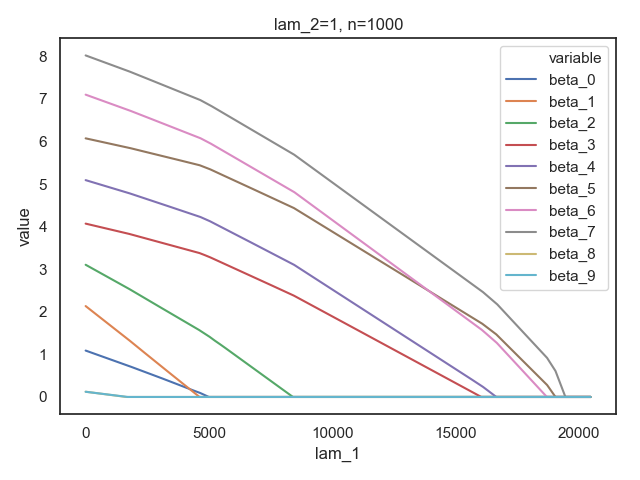 lam_2=1, n=1000
variable
beta_0
beta_1
beta_2
beta_3
beta_4
beta_5
beta_6
beta_7
beta_8
beta_9
value
8
7
6
5
4
3
2
1
0
0
5000
10000
15000
20000
lam_1